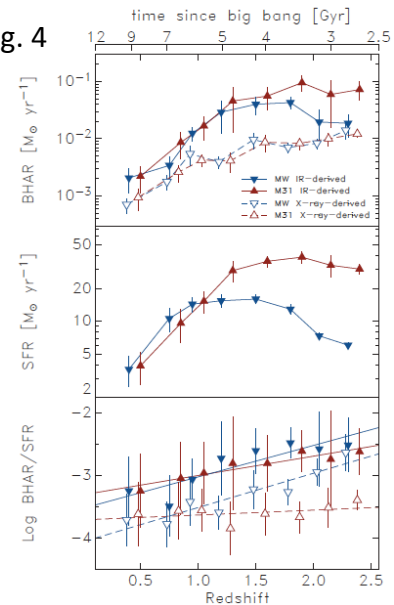 g. 4
time since big bang [Gyr]
12 9 7 5 4 3 2.5
BHAR [M⊙ yr⁻¹]
10⁻¹
10⁻²
10⁻³
MW IR-derived
M31 IR-derived
MW X-ray-derived
M31 X-ray-derived
SFR [M⊙ yr⁻¹]
50
20
10
5
2
Log BHAR/SFR
-2
-3
-4
0.5 1.0 1.5 2.0 2.5
Redshift